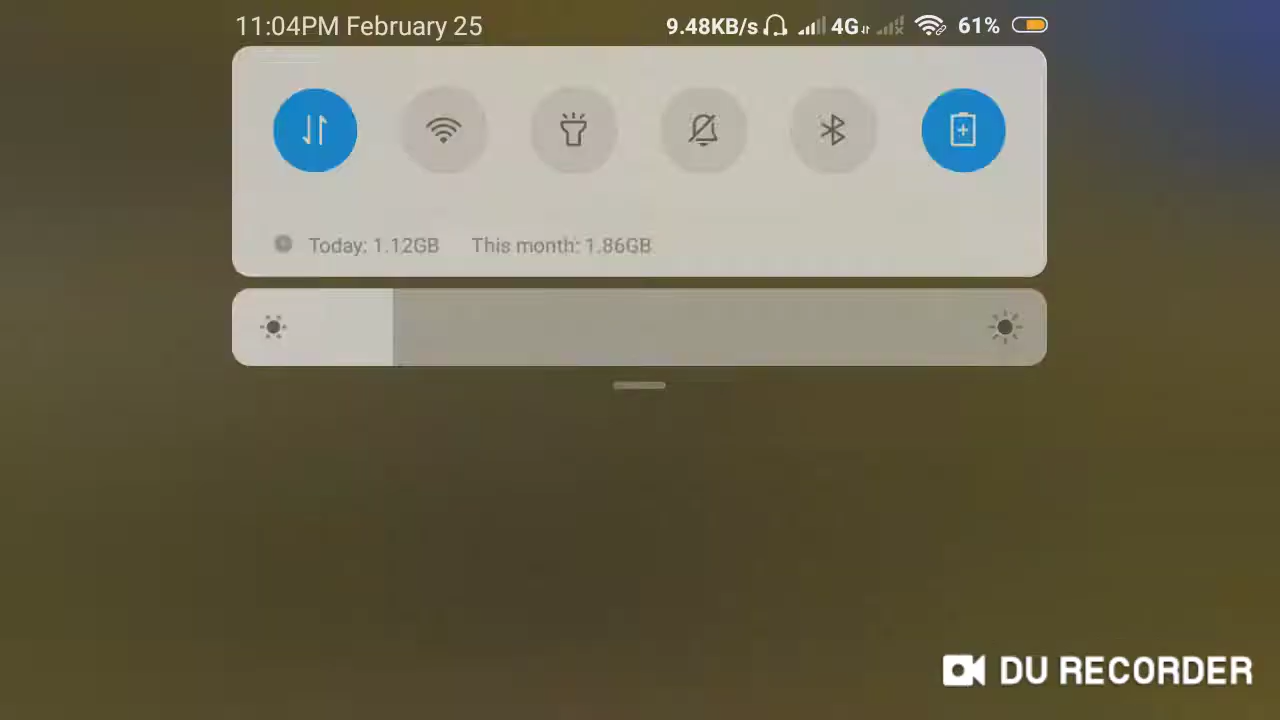 11:04PM February 25 9.48KB/s 4G 61%
Today: 1.12GB This month: 1.86GB
DU RECORDER